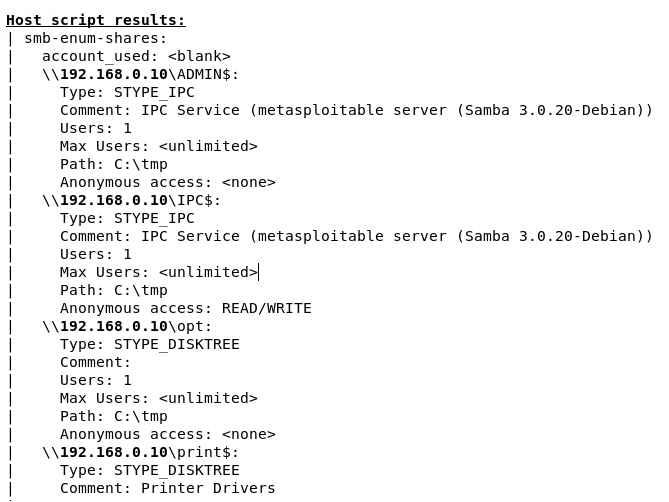 Host script results:
| smb-enum-shares:
|   account_used: <blank>
|   \\192.168.0.10\ADMIN$:
|     Type: STYPE_IPC
|     Comment: IPC Service (metasploitable server (Samba 3.0.20-Debian))
|     Users: 1
|     Max Users: <unlimited>
|     Path: C:\tmp
|     Anonymous access: <none>
|   \\192.168.0.10\IPC$:
|     Type: STYPE_IPC
|     Comment: IPC Service (metasploitable server (Samba 3.0.20-Debian))
|     Users: 1
|     Max Users: <unlimited>
|     Path: C:\tmp
|     Anonymous access: READ/WRITE
|   \\192.168.0.10\opt:
|     Type: STYPE_DISKTREE
|     Comment:
|     Users: 1
|     Max Users: <unlimited>
|     Path: C:\tmp
|     Anonymous access: <none>
|   \\192.168.0.10\print$:
|     Type: STYPE_DISKTREE
|     Comment: Printer Drivers